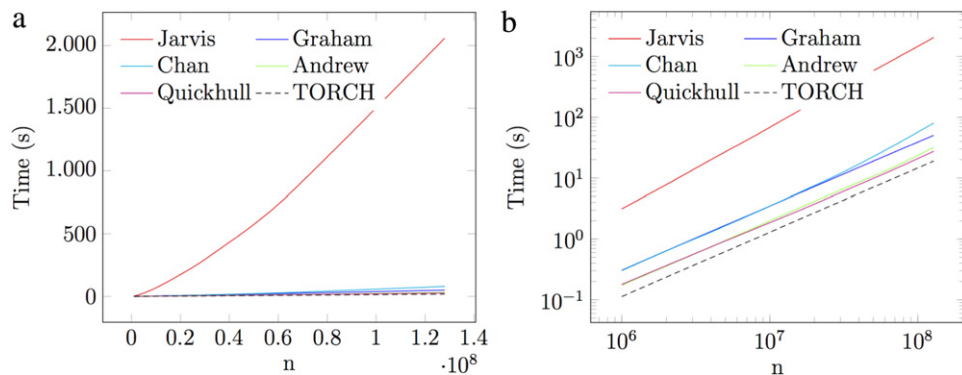 a
2.000
1.500
1.000
500
0
Time (s)
Jarvis Graham
Chan Andrew
Quickhull TORCH
0 0.2 0.4 0.6 0.8 1 1.2 1.4
·10⁸
n
b
10³
10²
10¹
10⁰
10⁻¹
Time (s)
Jarvis Graham
Chan Andrew
Quickhull TORCH
10⁶ 10⁷ 10⁸
n